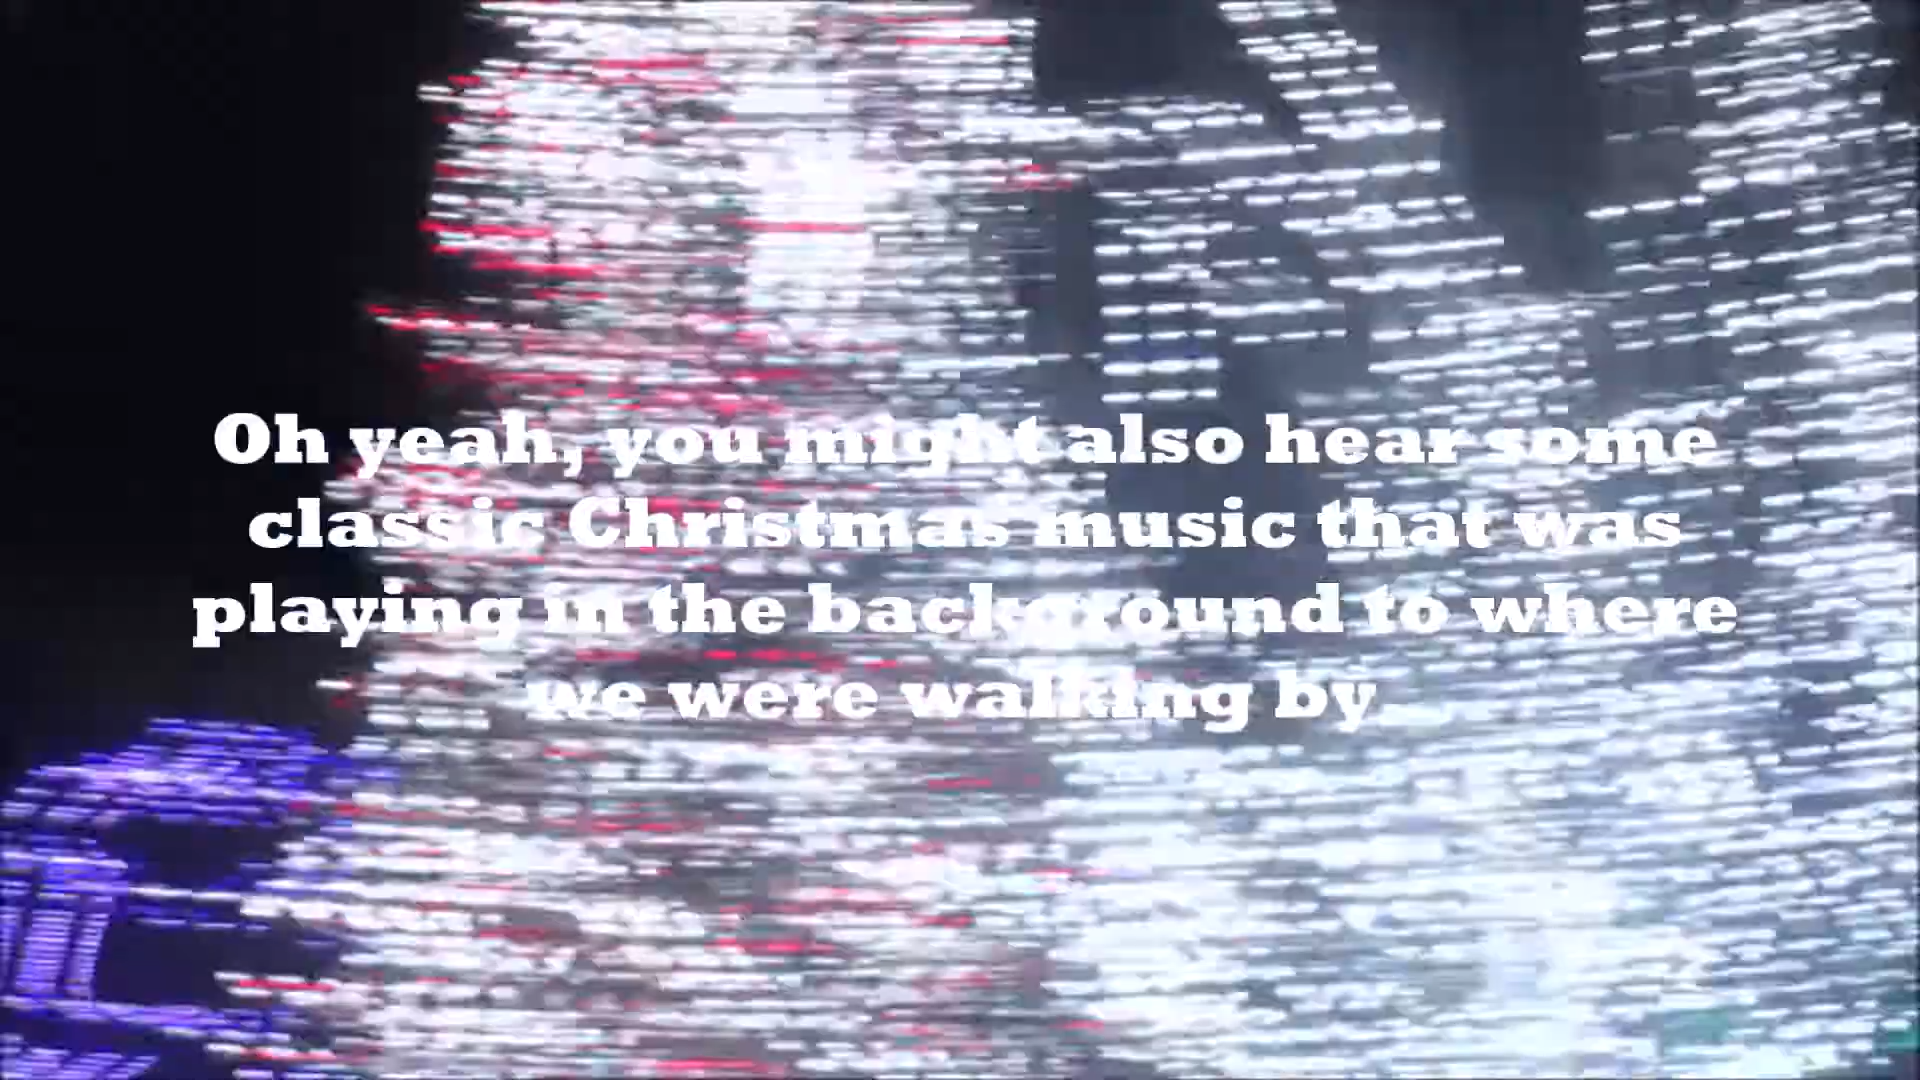 Oh yeah, you might also hear some
classic Christmas music that was
playing in the background to where
we were walking by